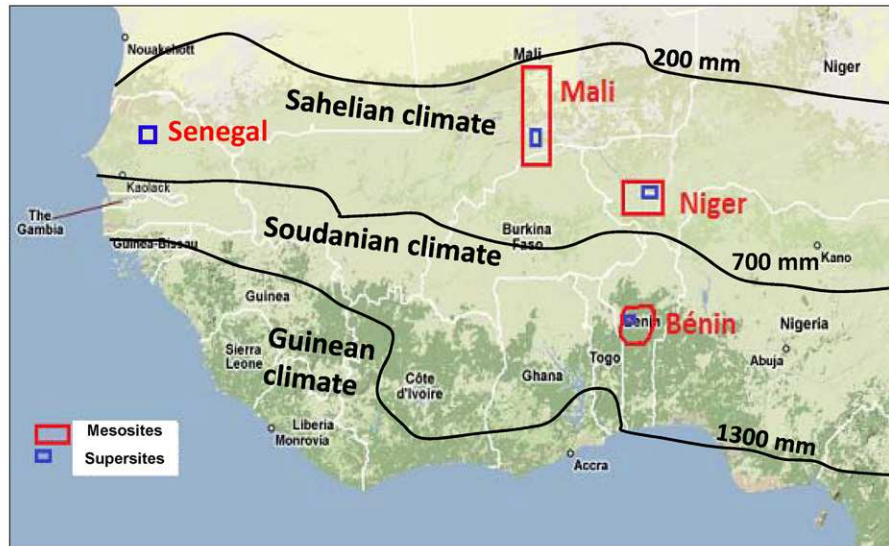 Nouakshott
Mali
200 mm
Niger
Mali
Sahelian climate
Senegal
Kaolack
Niger
The
Gambia
Burkina
Faso
Soudanian climate
Guinea-Bissau
700 mm
Kano
Guinea
Bénin
Bénin
Nigeria
Guinean
climate
Sierra
Leone
Togo
Abuja
Côte
d'Ivoire
Ghana
Mesosites
Supersites
Liberia
Monrovia
1300 mm
Accra